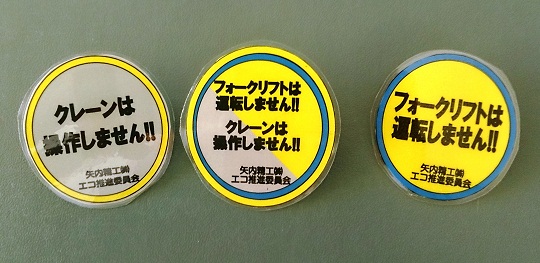 クレーンは
操作しません!!
矢内精工㈱
エコ推進委員会
フォークリフトは
運転しません!!
クレーンは
操作しません!!
矢内精工㈱
エコ推進委員会
フォークリフトは
運転しません!!
矢内精工㈱
エコ推進委員会